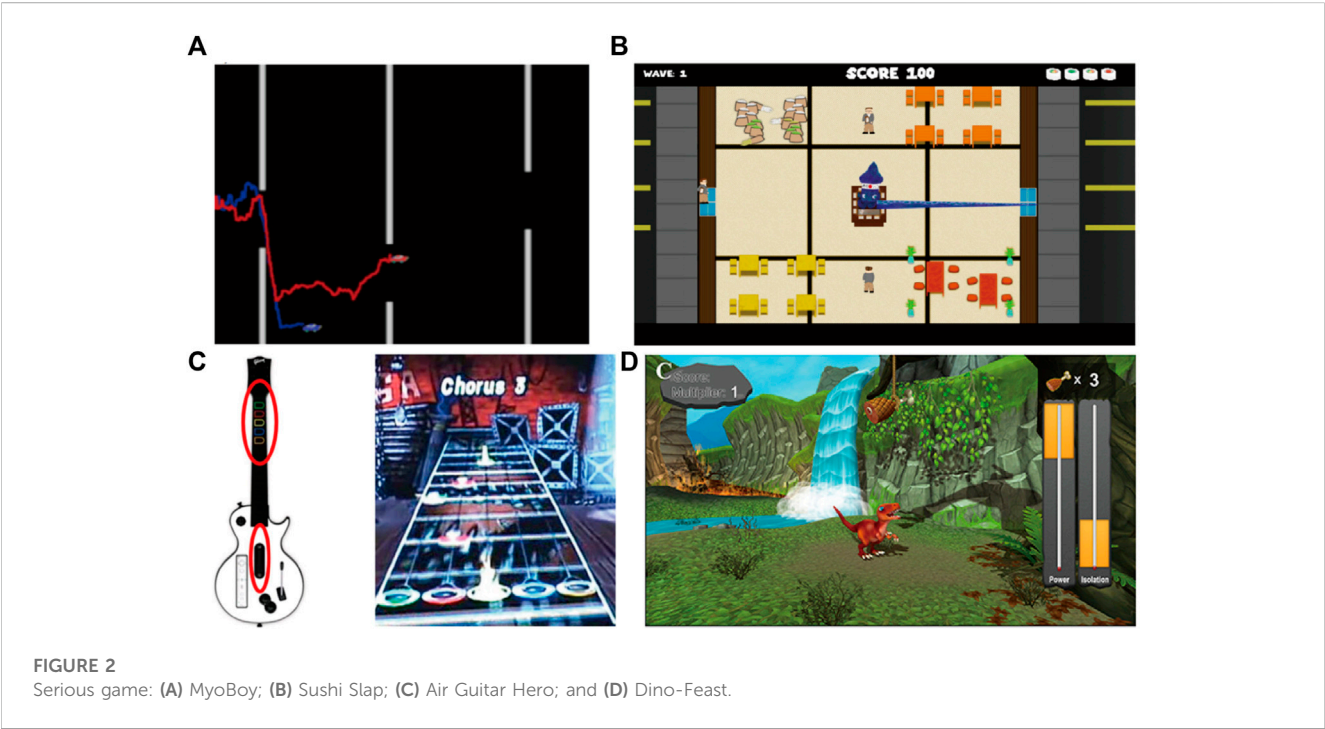 A
B
WAVE: 1
SCORE 100
C
Chorus 3
D
C
Score:
Multiplier: 1
x 3
Power
Isolation
FIGURE 2
Serious game: (A) MyoBoy; (B) Sushi Slap; (C) Air Guitar Hero; and (D) Dino-Feast.